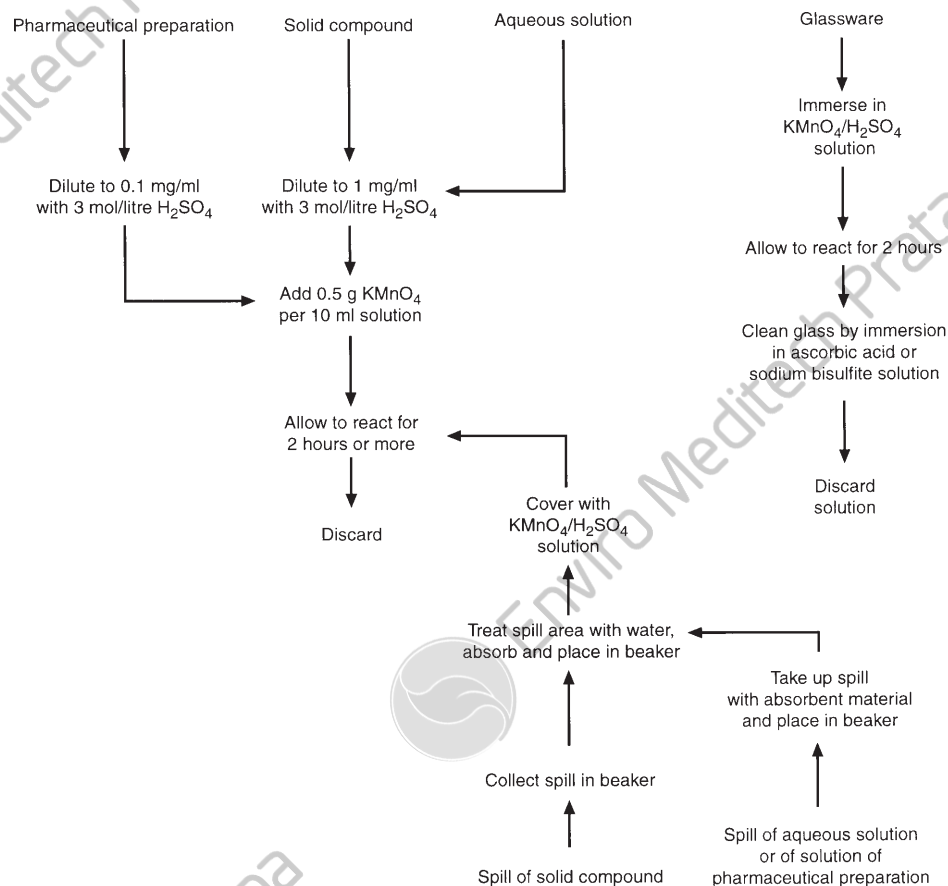 Pharmaceutical preparation
Solid compound
Aqueous solution
Glassware
Immerse in
KMnO₄/H₂SO₄
solution
Dilute to 0.1 mg/ml
with 3 mol/litre H₂SO₄
Dilute to 1 mg/ml
with 3 mol/litre H₂SO₄
Allow to react for 2 hours
Add 0.5 g KMnO₄
per 10 ml solution
Clean glass by immersion
in ascorbic acid or
sodium bisulfite solution
Allow to react for
2 hours or more
Discard
Discard
solution
Cover with
KMnO₄/H₂SO₄
solution
Treat spill area with water,
absorb and place in beaker
Take up spill
with absorbent material
and place in beaker
Collect spill in beaker
Spill of solid compound
Spill of aqueous solution
or of solution of
pharmaceutical preparation
Enviro Meditech Prata